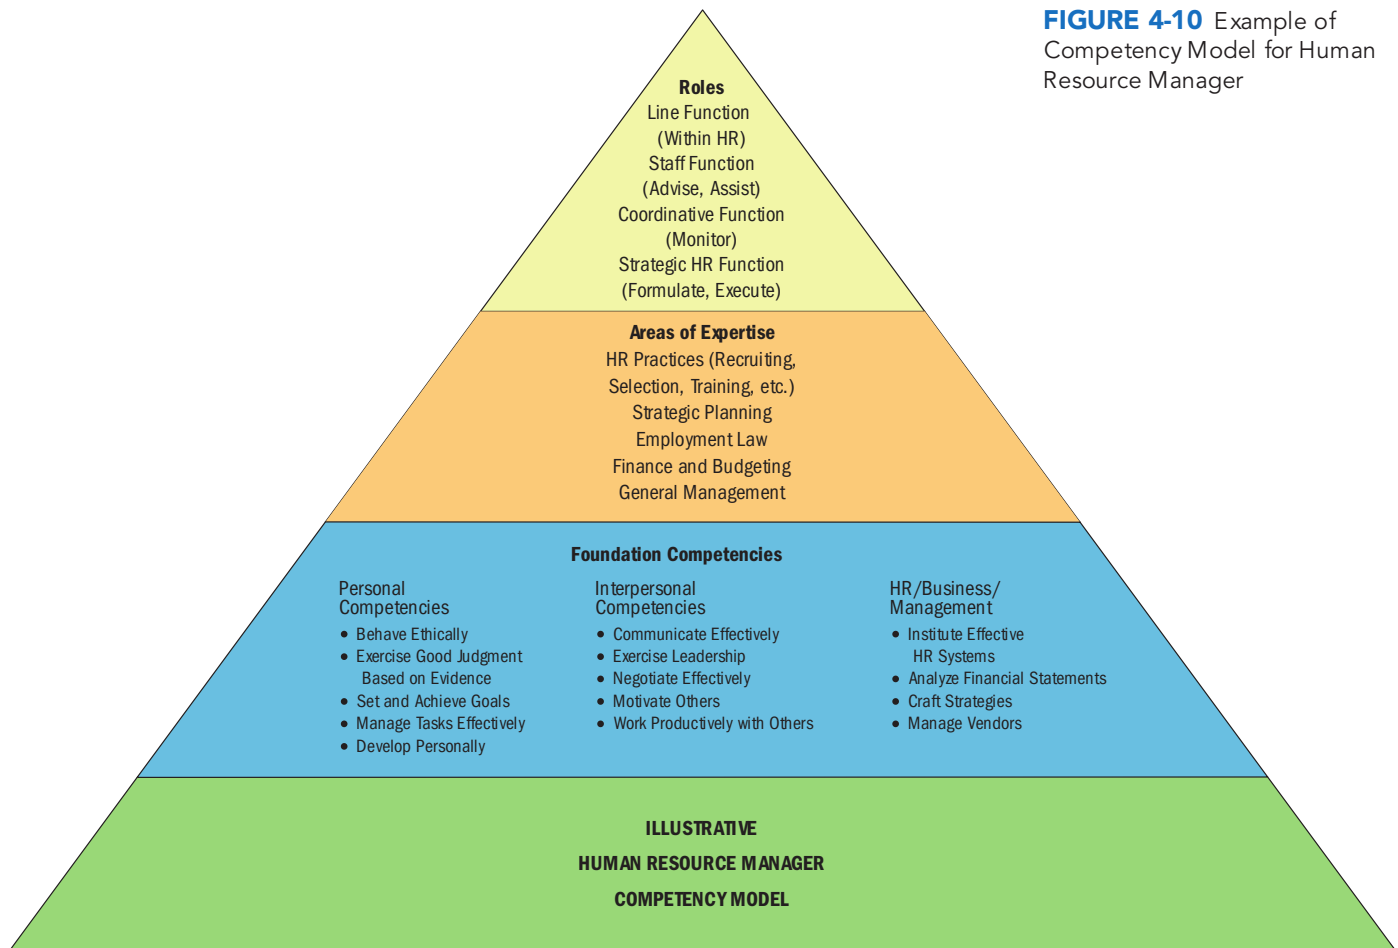 FIGURE 4-10 Example of
Competency Model for Human
Resource Manager
Roles
Line Function
(Within HR)
Staff Function
(Advise, Assist)
Coordinative Function
(Monitor)
Strategic HR Function
(Formulate, Execute)
Areas of Expertise
HR Practices (Recruiting,
Selection, Training, etc.)
Strategic Planning
Employment Law
Finance and Budgeting
General Management
Foundation Competencies
Personal
Competencies
• Behave Ethically
• Exercise Good Judgment
Based on Evidence
• Set and Achieve Goals
• Manage Tasks Effectively
• Develop Personally
Interpersonal
Competencies
• Communicate Effectively
• Exercise Leadership
• Negotiate Effectively
• Motivate Others
• Work Productively with Others
HR/Business/
Management
• Institute Effective
HR Systems
• Analyze Financial Statements
• Craft Strategies
• Manage Vendors
ILLUSTRATIVE
HUMAN RESOURCE MANAGER
COMPETENCY MODEL